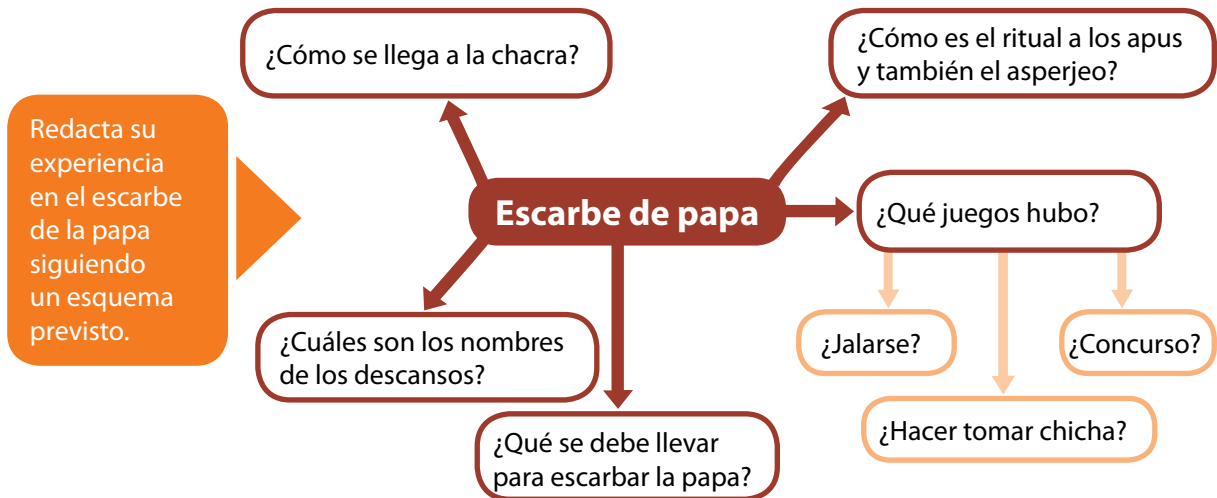 Redacta su
experiencia
en el escarbe
de la papa
siguiendo
un esquema
previsto.
¿Cómo se llega a la chacra?
¿Cómo es el ritual a los apus
y también el asperjeo?
Escarbe de papa
¿Qué juegos hubo?
¿Cuáles son los nombres
de los descansos?
¿Jalarse?
¿Concurso?
¿Hacer tomar chicha?
¿Qué se debe llevar
para escarbar la papa?